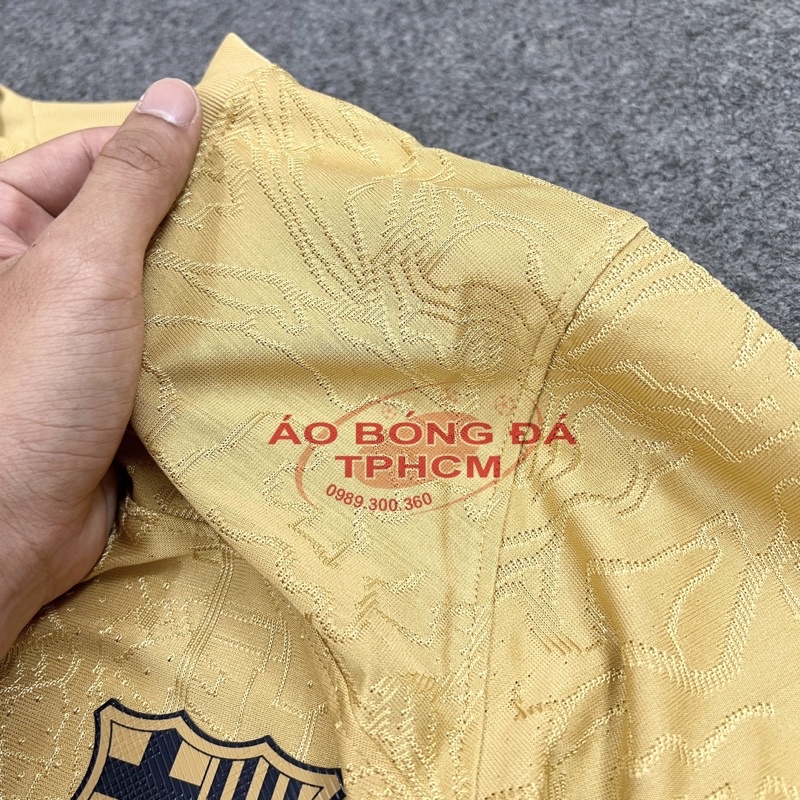 ÁO BÓNG ĐÁ
TPHCM
0989.300.360